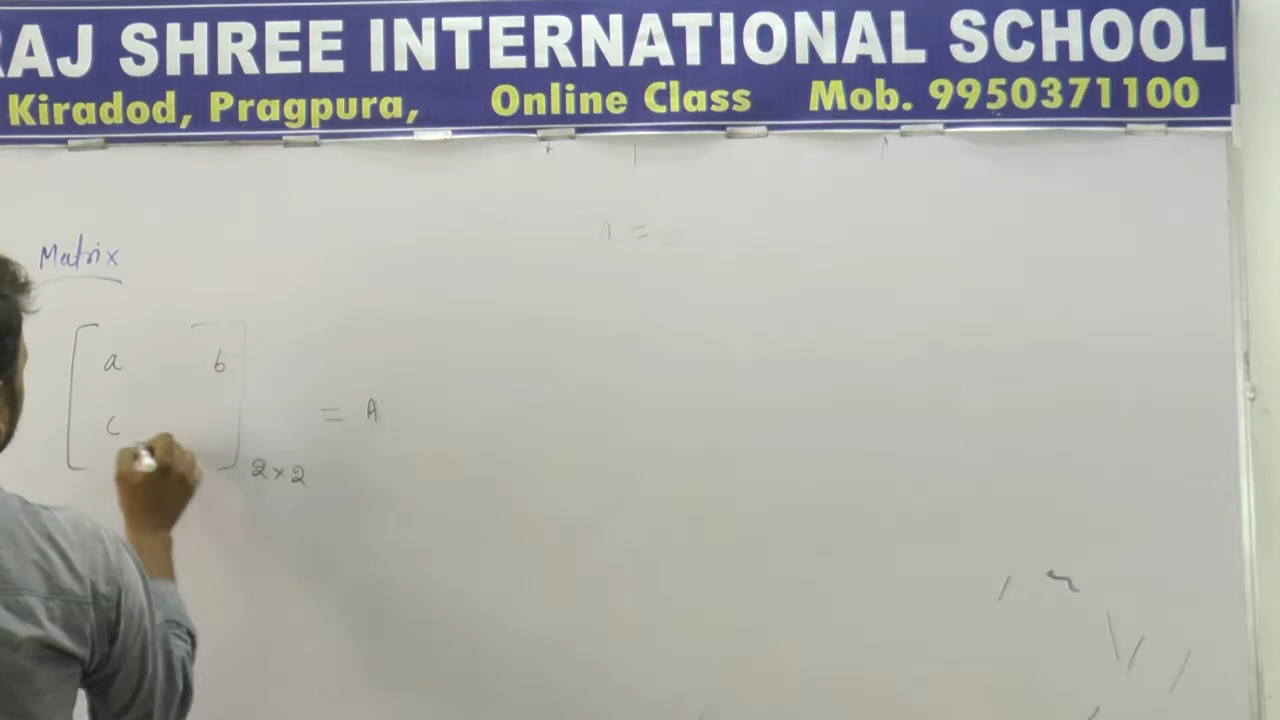 RAJ SHREE INTERNATIONAL SCHOOL
Kiradod, Pragpura, Online Class Mob. 9950371100
A =
Matrix
a b
c
= A
2×2